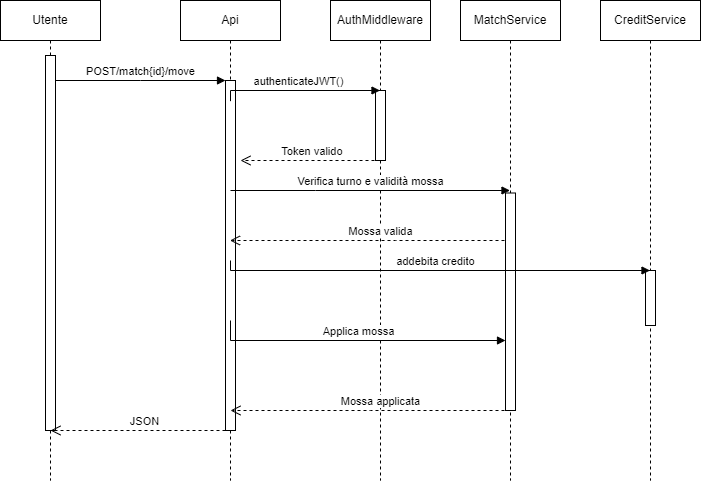 Utente
Api
AuthMiddleware
MatchService
CreditService
POST/match{id}/move
authenticateJWT()
Token valido
Verifica turno e validità mossa
Mossa valida
addebita credito
Applica mossa
Mossa applicata
JSON